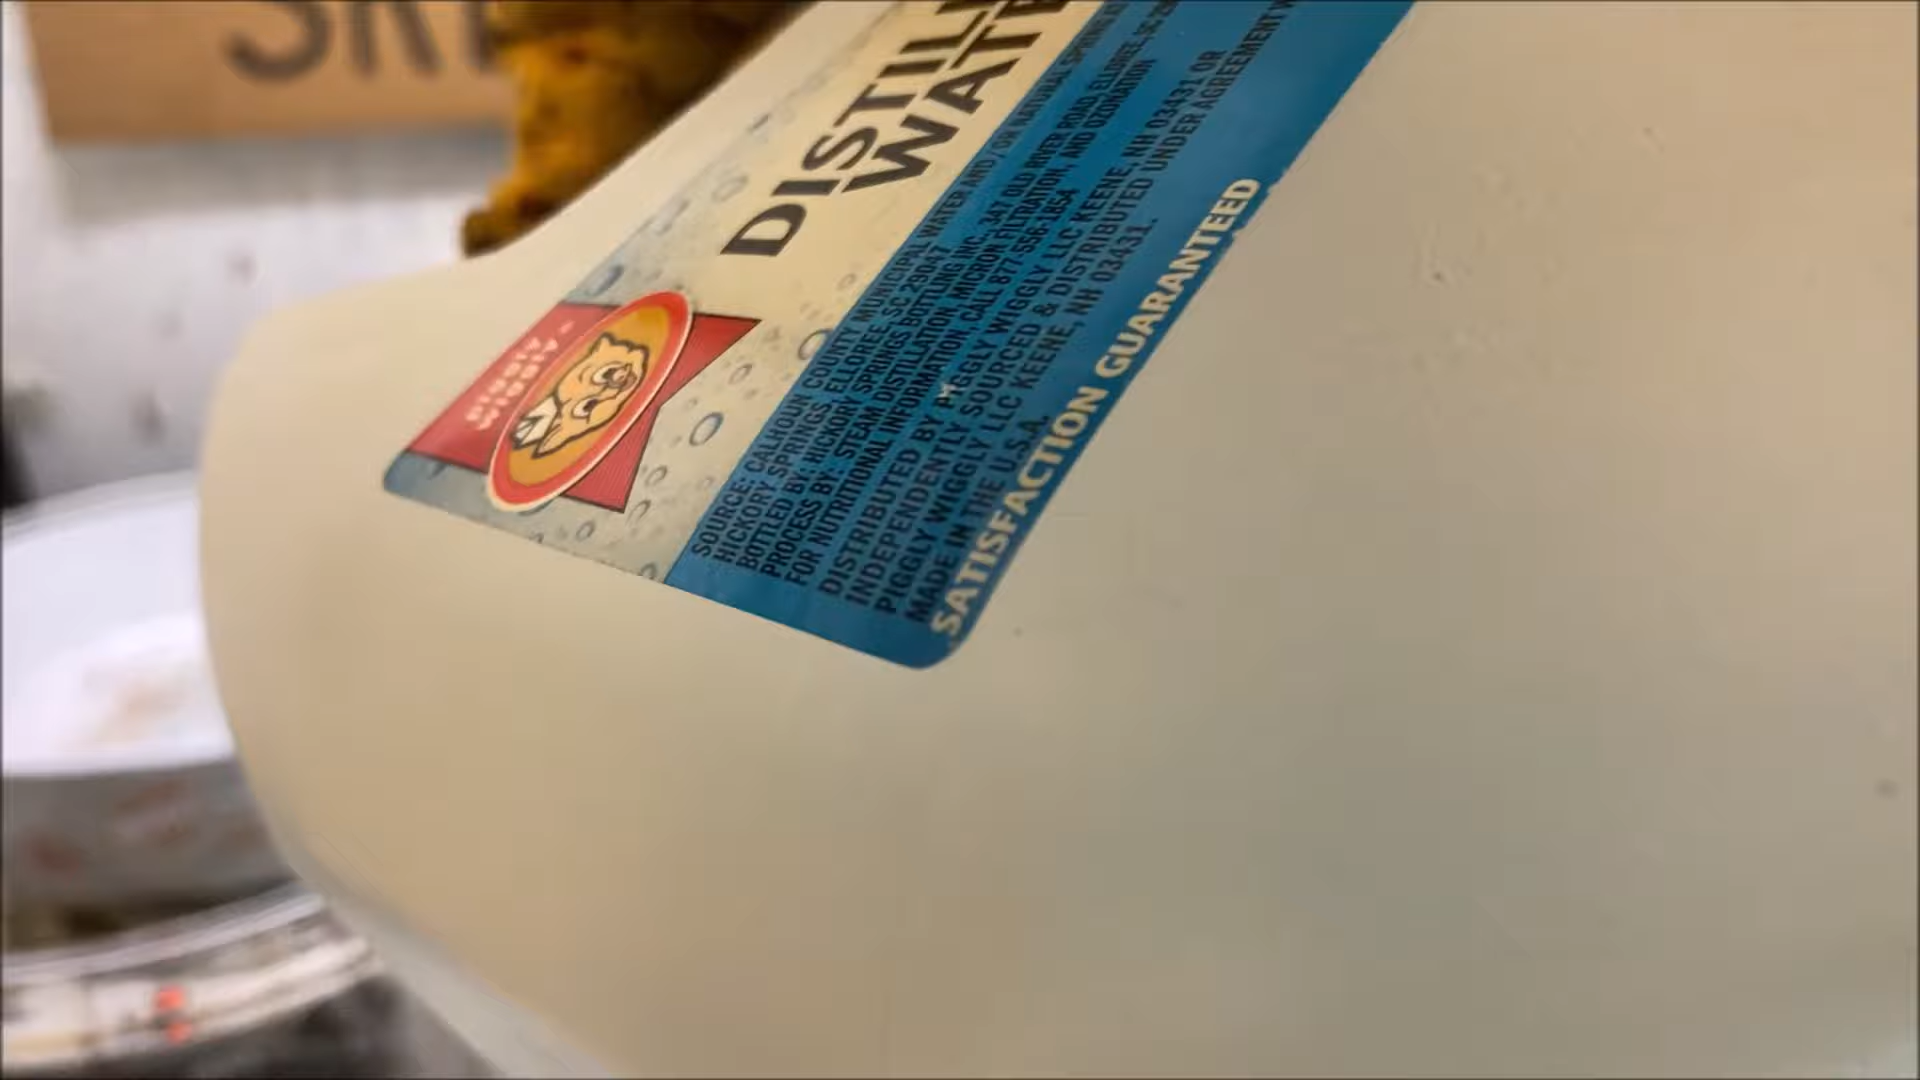 PIGGLY
WIGGLY
DISTIL
WATE
SOURCE: CALHOUN COUNTY MUNICIPAL WATER AND/OR NATURAL SPRING
HICKORY SPRINGS, ELLOREE, SC 29047
BOTTLED BY: HICKORY SPRINGS BOTTLING INC. 347 OLD RIVER ROAD, ELLOREE, SC
PROCESS BY: STEAM DISTILLATION, MICRON FILTRATION, AND OZONATION
FOR NUTRITIONAL INFORMATION, CALL 877-556-1854
DISTRIBUTED BY PIGGLY WIGGLY LLC KEENE, NH 03431 OR
INDEPENDENTLY SOURCED & DISTRIBUTED UNDER AGREEMENT W
PIGGLY WIGGLY LLC KEENE, NH 03431.
MADE IN THE U.S.A.
SATISFACTION GUARANTEED